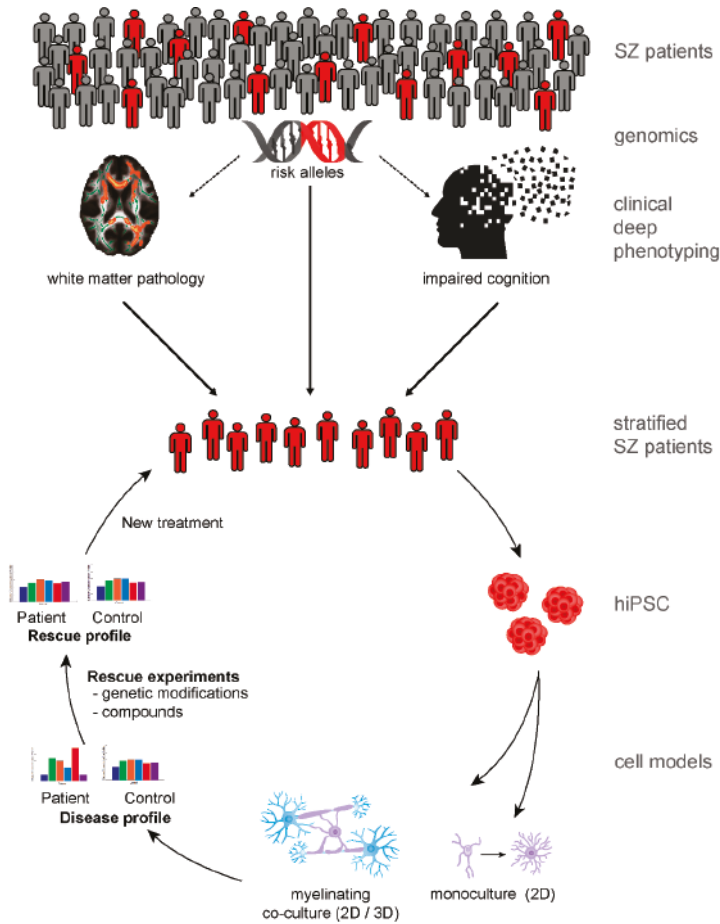 SZ patients
genomics
risk alleles
clinical
deep
phenotyping
white matter pathology
impaired cognition
stratified
SZ patients
New treatment
hiPSC
Patient
Control
Rescue profile
Rescue experiments
- genetic modifications
- compounds
cell models
Patient
Control
Disease profile
myelinating
co-culture (2D / 3D)
monoculture (2D)